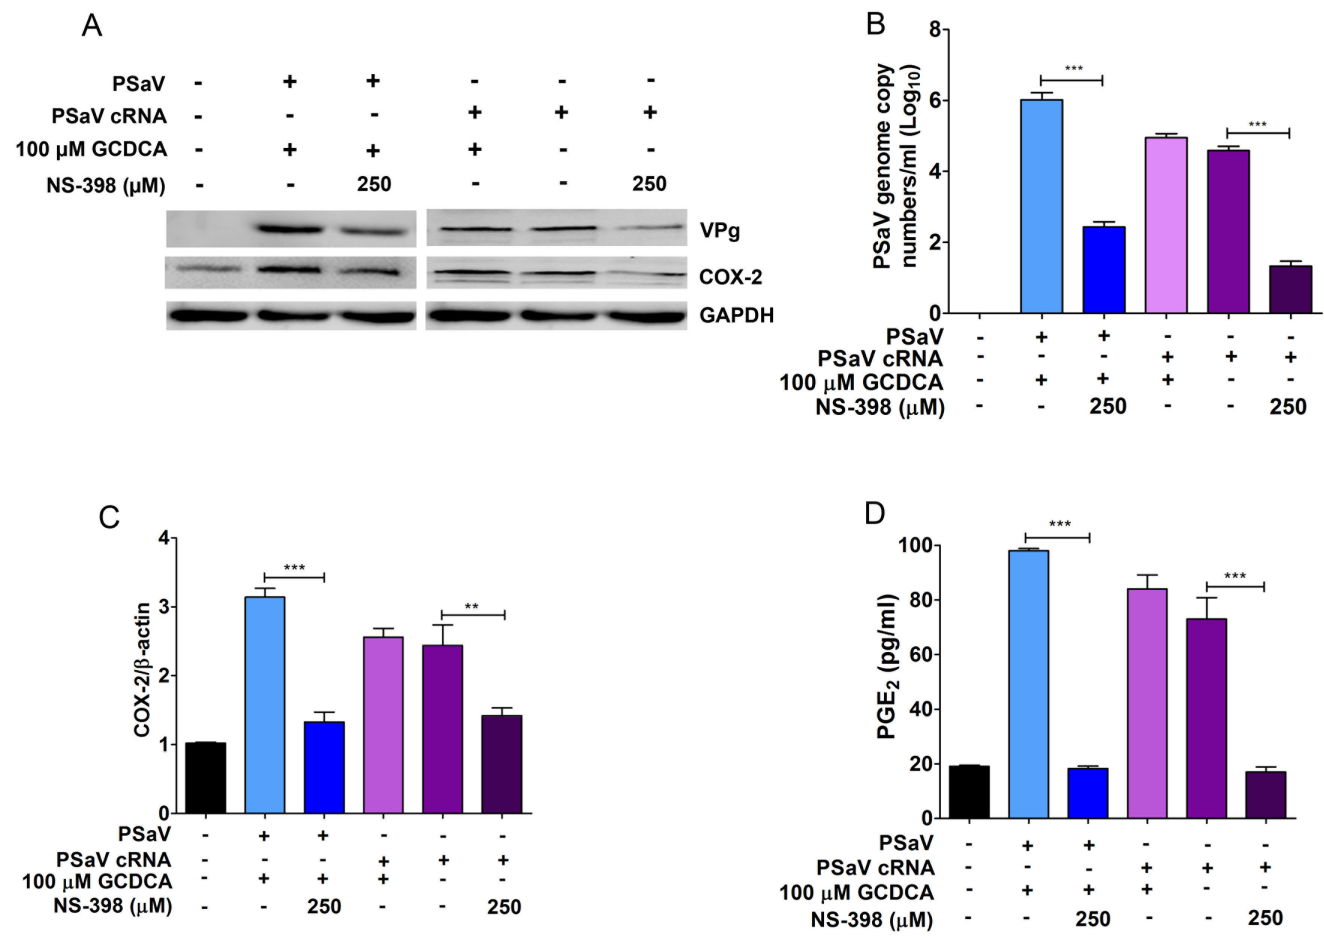 A
PSaV - + + - - -
PSaV cRNA - - - + + +
100 µM GCDCA - + + + - -
NS-398 (µM) - - 250 - - 250
VPg
COX-2
GAPDH
B
PSaV genome copy
numbers/ml (Log10)
8
6
4
2
0
***
***
PSaV - + + - - -
PSaV cRNA - - - + + +
100 µM GCDCA - + + + - -
NS-398 (µM) - - 250 - - 250
C
COX-2/β-actin
4
3
2
1
0
***
**
PSaV - + + - - -
PSaV cRNA - - - + + +
100 µM GCDCA - + + + - -
NS-398 (µM) - - 250 - - 250
D
PGE2 (pg/ml)
100
80
60
40
20
0
***
***
PSaV - + + - - -
PSaV cRNA - - - + + +
100 µM GCDCA - + + + - -
NS-398 (µM) - - 250 - - 250